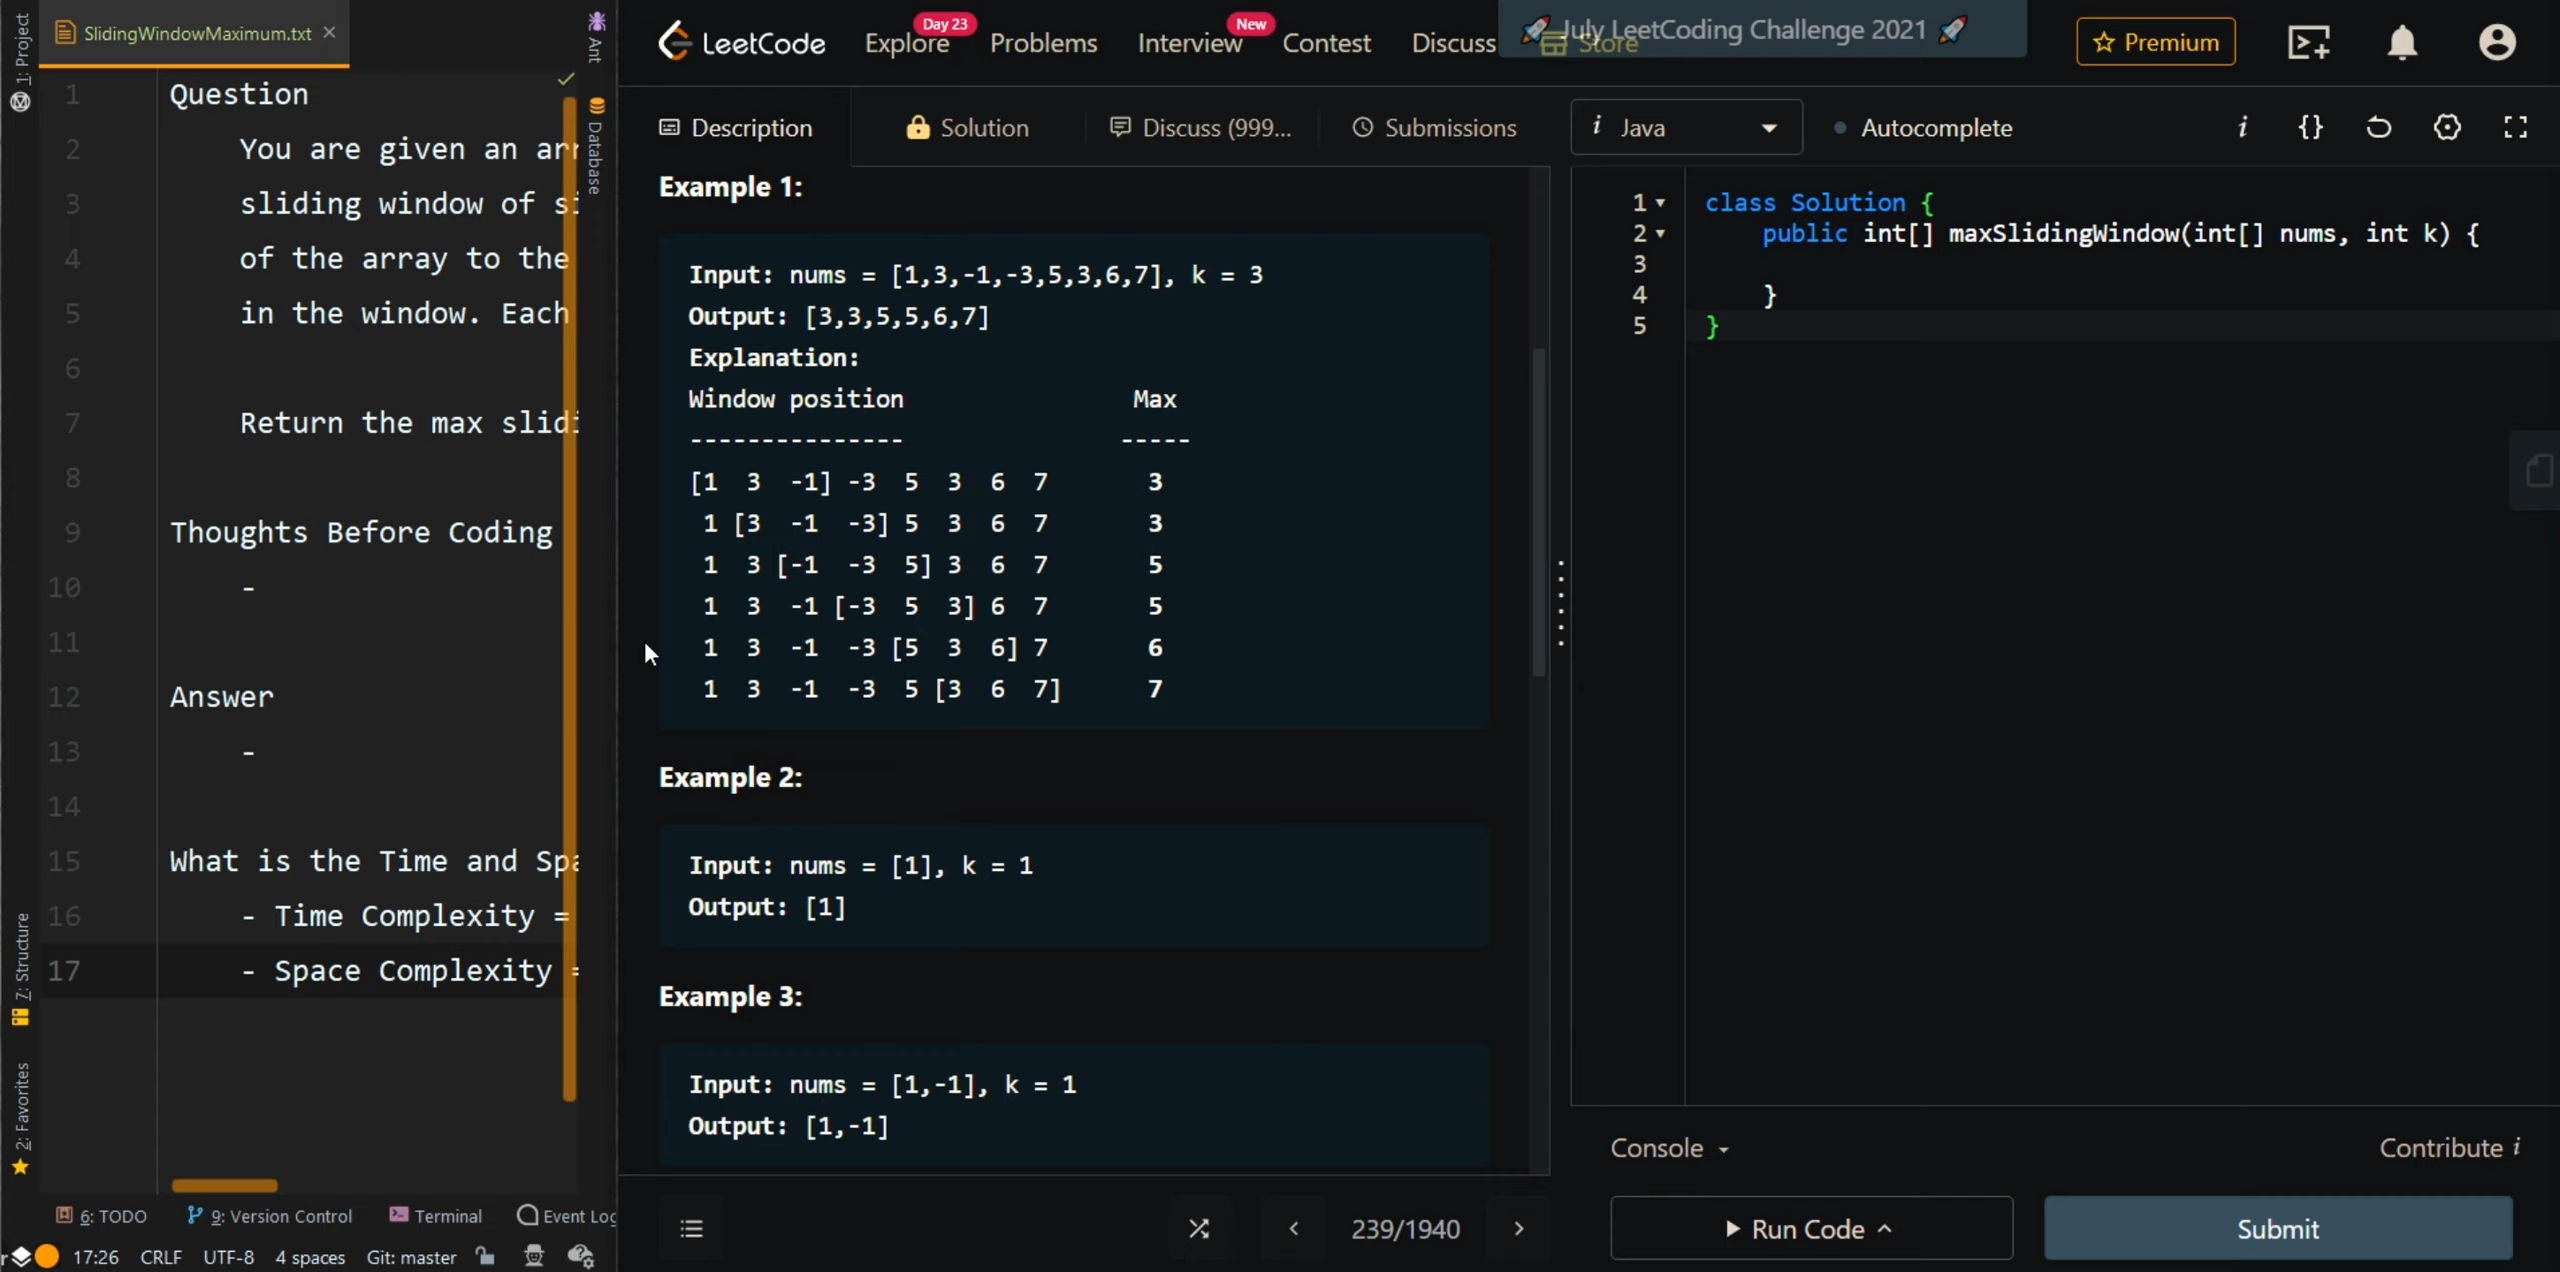 1: Project
SlidingWindowMaximum.txt
Ant
Database
7: Structure
2: Favorites
1 Question
2 You are given an arr
3 sliding window of si
4 of the array to the
5 in the window. Each
6
7 Return the max slidi
8
9 Thoughts Before Coding
10 -
11
12 Answer
13 -
14
15 What is the Time and Spa
16 - Time Complexity =
17 - Space Complexity =
6: TODO 9: Version Control Terminal Event Log
17:26 CRLF UTF-8 4 spaces Git: master
LeetCode Explore Day 23 Problems Interview New Contest Discuss Store
July LeetCoding Challenge 2021
Premium
Description Solution Discuss (999... Submissions
Example 1:
Input: nums = [1,3,-1,-3,5,3,6,7], k = 3
Output: [3,3,5,5,6,7]
Explanation:
Window position Max
--------------- -----
[1 3 -1] -3 5 3 6 7 3
1 [3 -1 -3] 5 3 6 7 3
1 3 [-1 -3 5] 3 6 7 5
1 3 -1 [-3 5 3] 6 7 5
1 3 -1 -3 [5 3 6] 7 6
1 3 -1 -3 5 [3 6 7] 7
Example 2:
Input: nums = [1], k = 1
Output: [1]
Example 3:
Input: nums = [1,-1], k = 1
Output: [1,-1]
239/1940
i Java Autocomplete i {}
1 class Solution {
2 public int[] maxSlidingWindow(int[] nums, int k) {
3
4 }
5 }
Console Contribute i
Run Code Submit